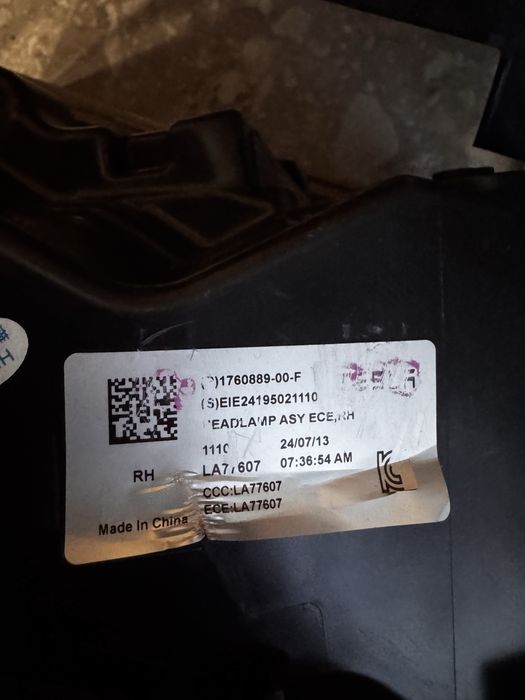 (P)1760889-00-F
(S)EIE24195021110
HEADLAMP ASY ECE,RH
1110 24/07/13
RH
LA77607 07:36:54 AM
CCC:LA77607
ECE:LA77607
Made In China